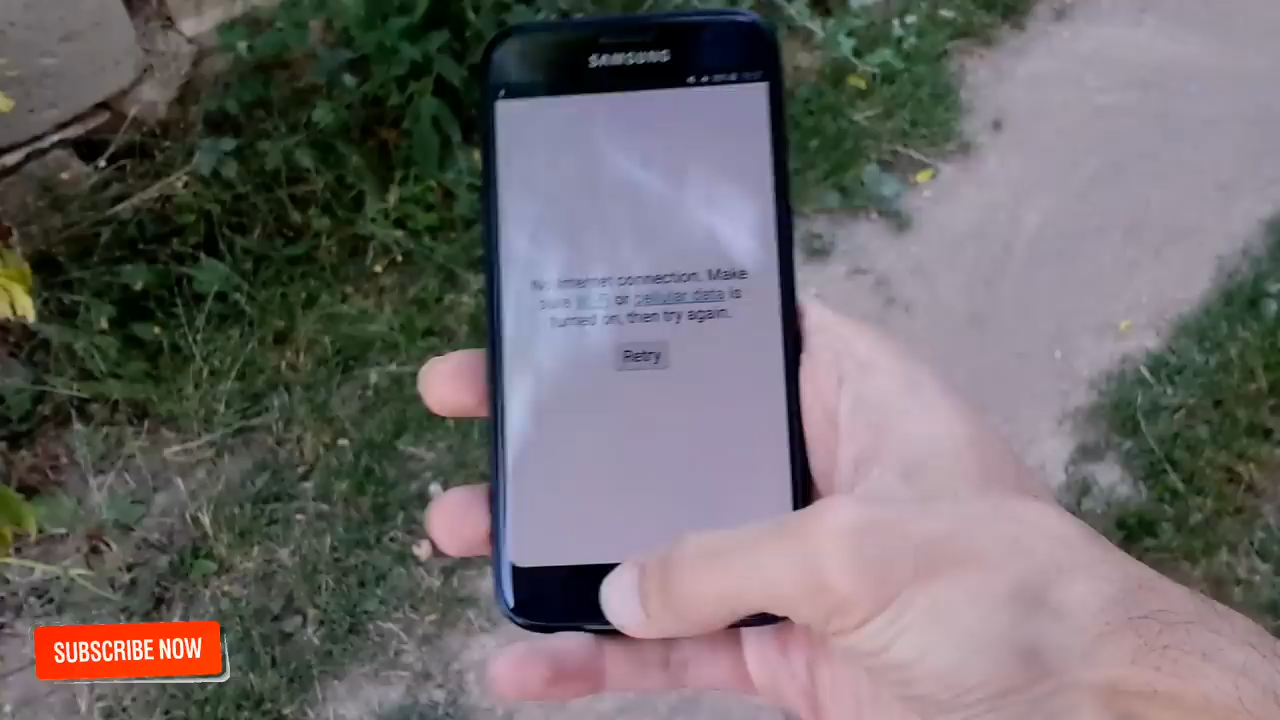 SAMSUNG
No internet connection. Make
sure Wi-Fi or cellular data is
turned on, then try again.
Retry
SUBSCRIBE NOW